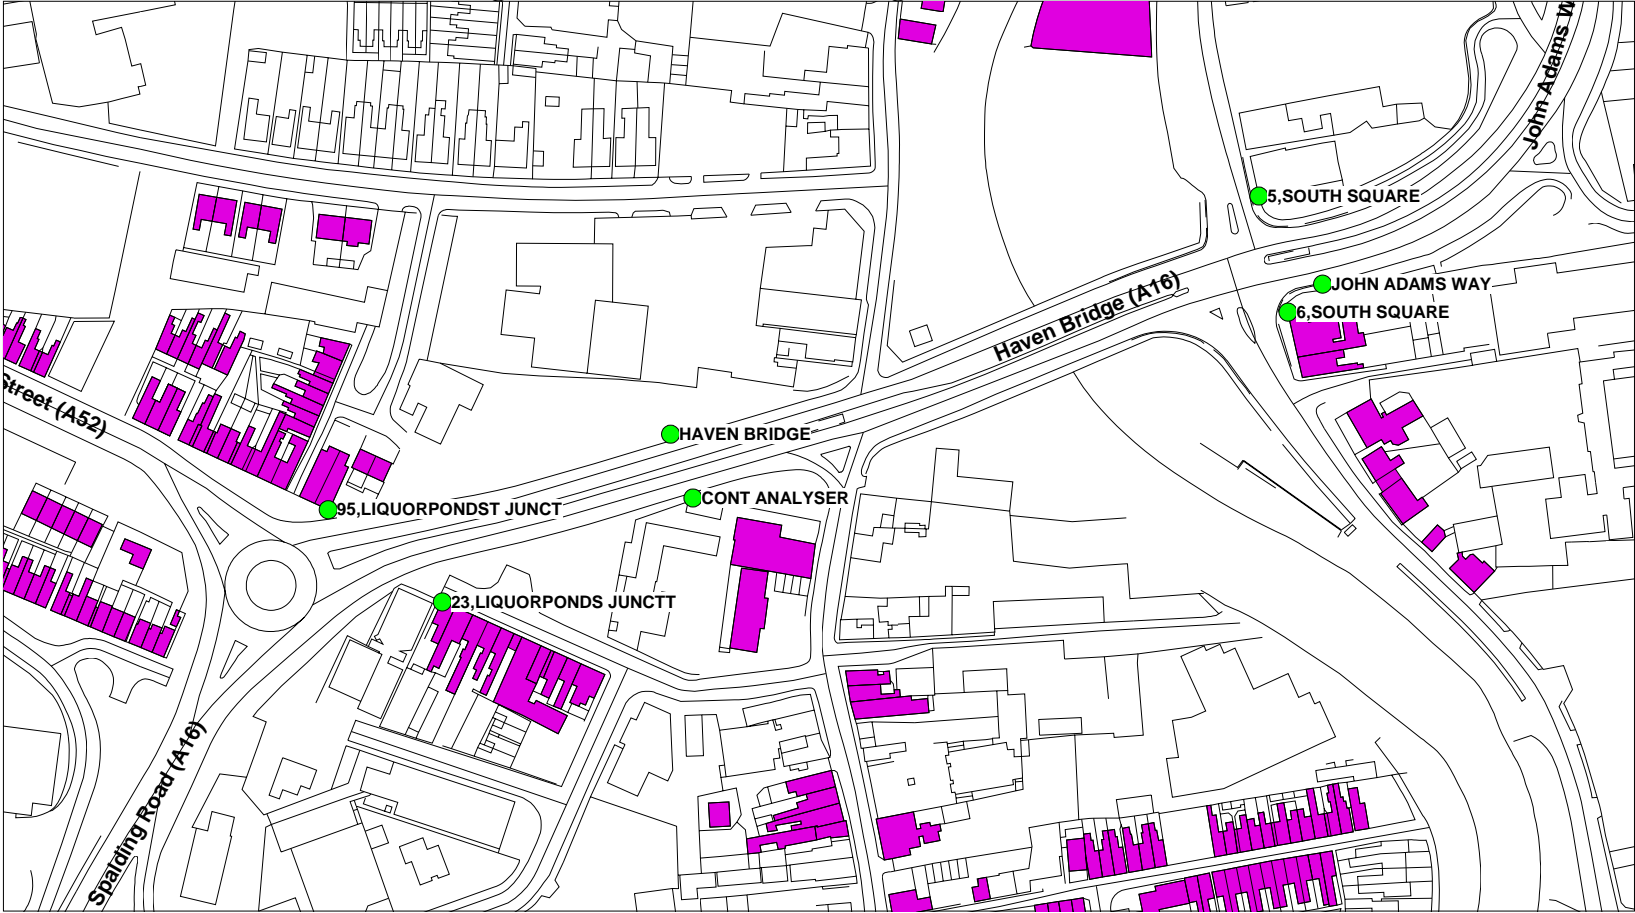 John Adams W
5,SOUTH SQUARE
JOHN ADAMS WAY
6,SOUTH SQUARE
Haven Bridge (A16)
Street (A52)
HAVEN BRIDGE
CONT ANALYSER
95,LIQUORPONDST JUNCT
23,LIQUORPONDS JUNCTT
Spalding Road (A16)